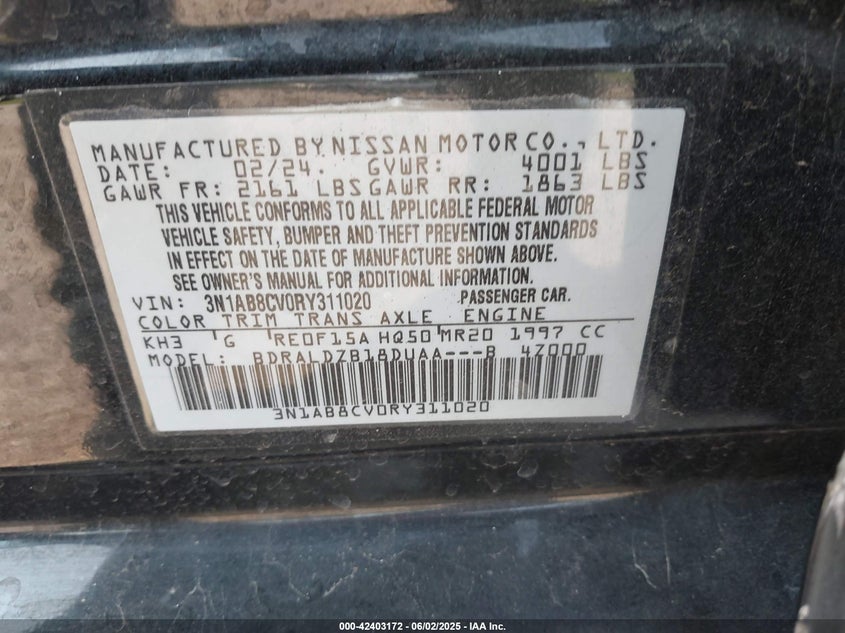 MANUFACTURED BY NISSAN MOTOR CO., LTD.
DATE: 02/24. GVWR: 4001 LBS
GAWR FR: 2161 LBS GAWR RR: 1863 LBS
THIS VEHICLE CONFORMS TO ALL APPLICABLE FEDERAL MOTOR
VEHICLE SAFETY, BUMPER AND THEFT PREVENTION STANDARDS
IN EFFECT ON THE DATE OF MANUFACTURE SHOWN ABOVE.
SEE OWNER'S MANUAL FOR ADDITIONAL INFORMATION.
VIN: 3N1AB8CV0RY311020 PASSENGER CAR.
COLOR TRIM TRANS AXLE ENGINE
KH3 G RE0F15A HQ50 MR20 1997 CC
MODEL: BDRALDZB18DUAA---B 4Z000
3N1AB8CV0RY311020
000-42403172 - 06/02/2025 - IAA Inc.